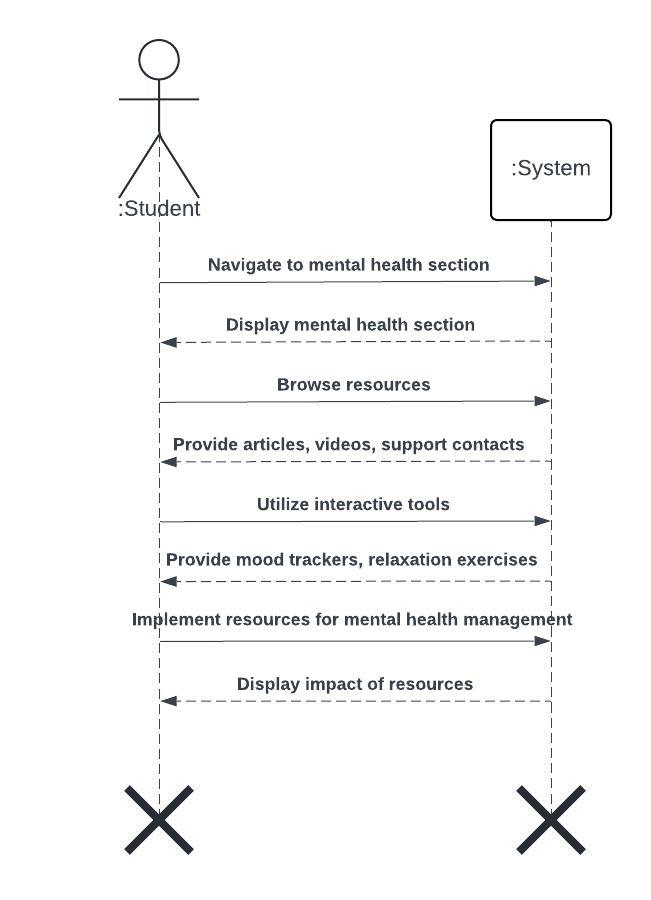 :Student
:System
Navigate to mental health section
Display mental health section
Browse resources
Provide articles, videos, support contacts
Utilize interactive tools
Provide mood trackers, relaxation exercises
Implement resources for mental health management
Display impact of resources